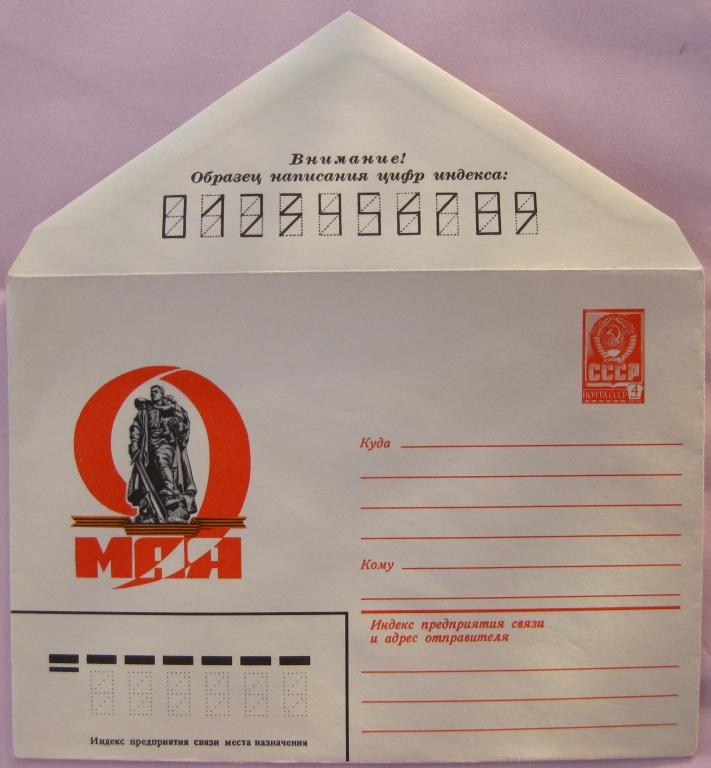 Внимание!
Образец написания цифр индекса:
0123456789
СССР
ПОЧТА СССР 4
9
МАЯ
Куда
Кому
Индекс предприятия связи
и адрес отправителя
Индекс предприятия связи места назначения